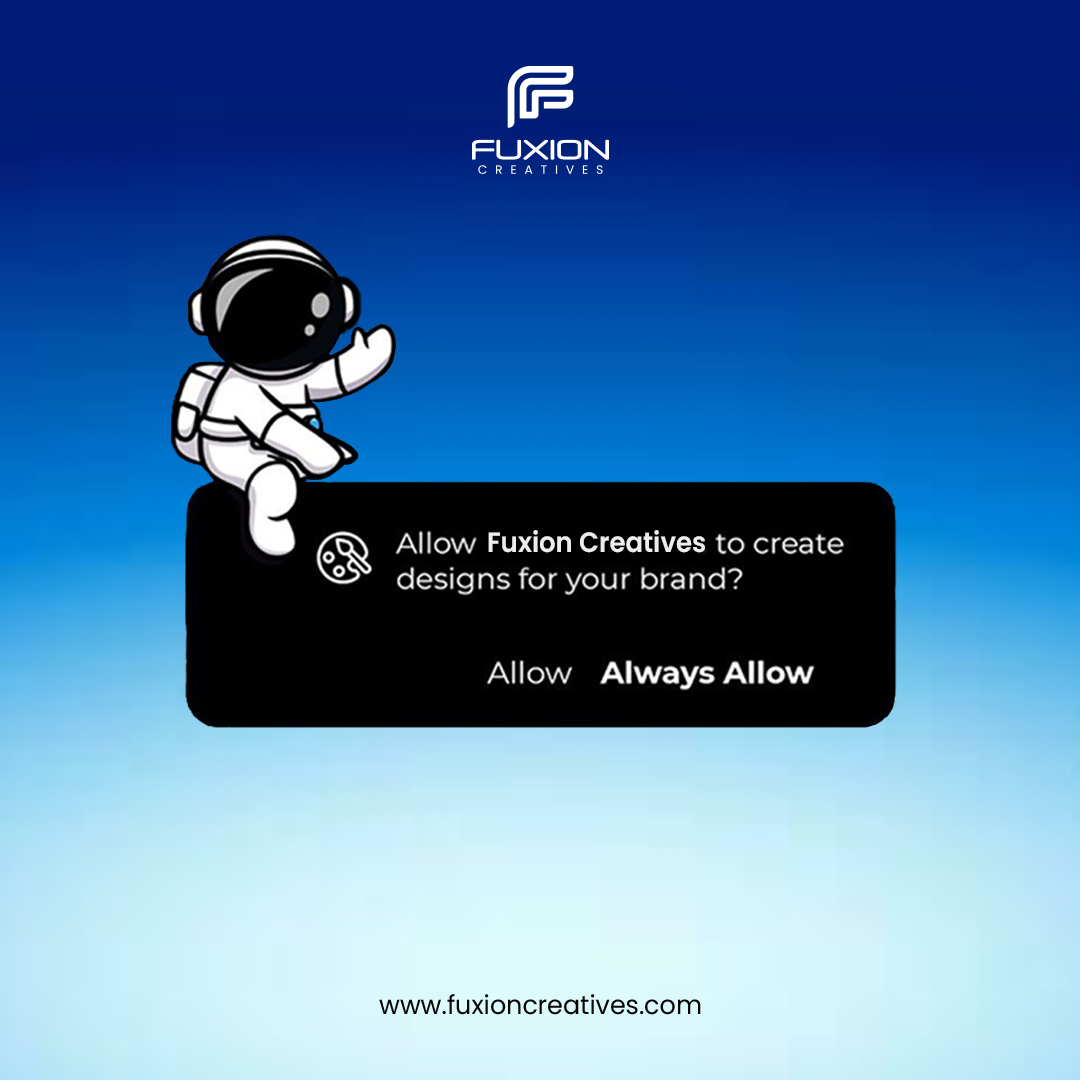 FUXION
CREATIVES
Allow Fuxion Creatives to create
designs for your brand?
Allow Always Allow
www.fuxioncreatives.com